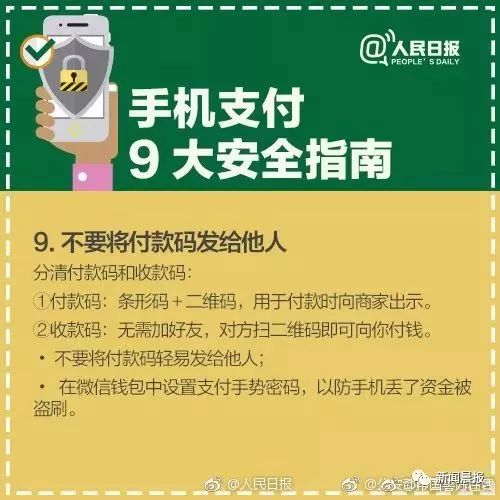 @人民日报
PEOPLE'S DAILY
手机支付
9 大安全指南
9. 不要将付款码发给他人
分清付款码和收款码：
①付款码：条形码＋二维码，用于付款时向商家出示。
②收款码：无需加好友，对方扫二维码即可向你付钱。
• 不要将付款码轻易发给他人；
• 在微信钱包中设置支付手势密码，以防手机丢了资金被
盗刷。
@人民日报
新闻晨报